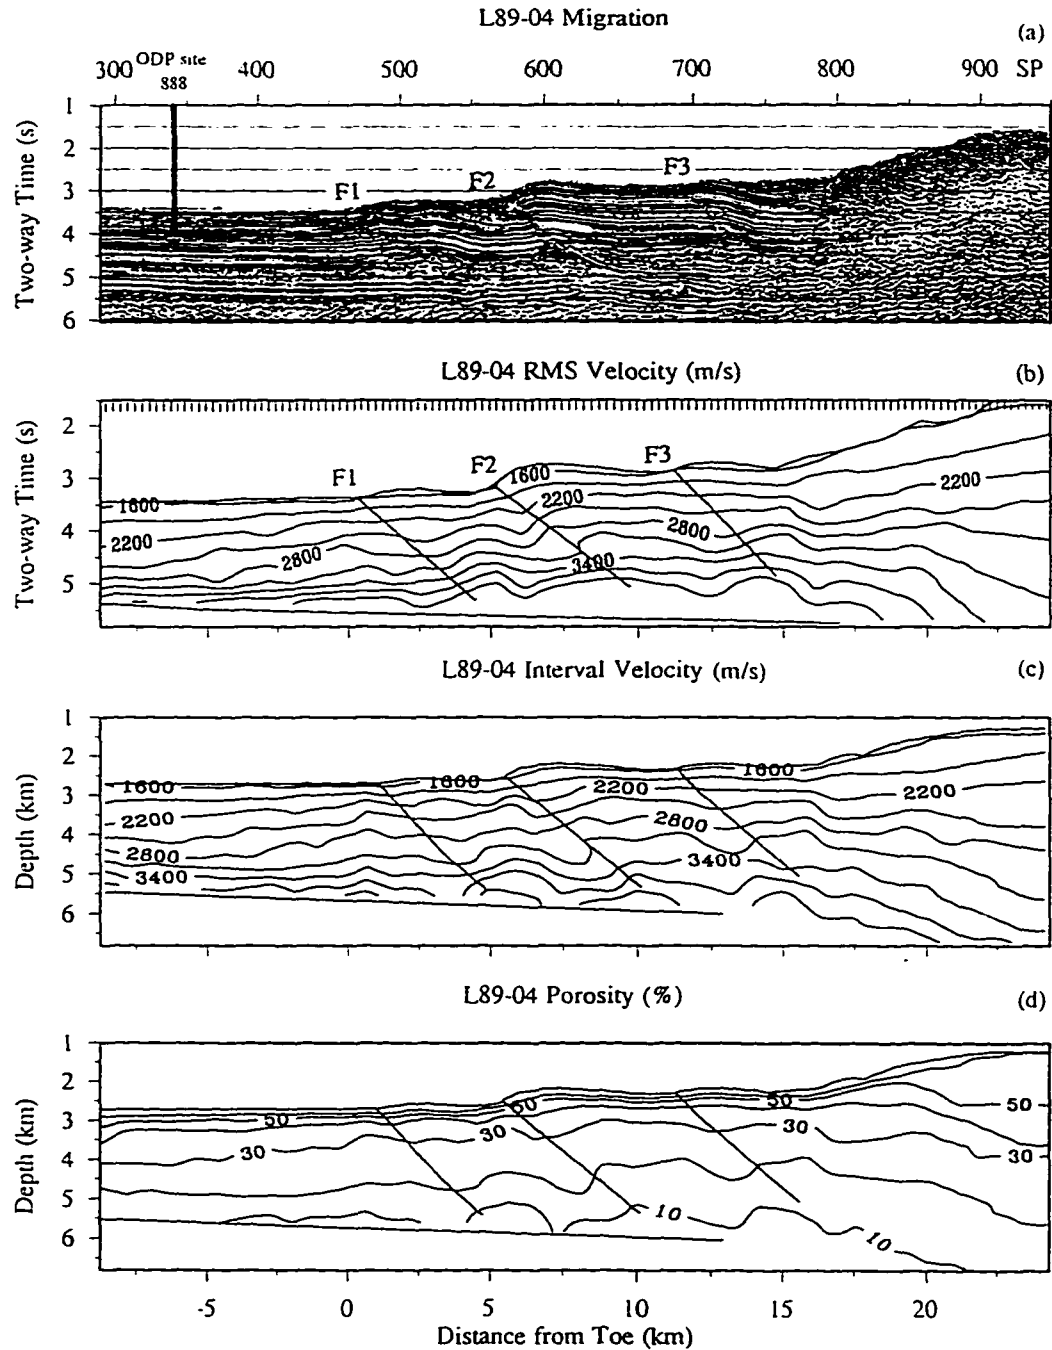 L89-04 Migration
(a)
300 ODP site 888 400 500 600 700 800 900 SP
Two-way Time (s)
1
2
3
4
5
6
F1 F2 F3
L89-04 RMS Velocity (m/s)
(b)
Two-way Time (s)
2
3
4
5
F1 F2 F3
1600 1600
2200 2200 2200
2800 2800
3400
L89-04 Interval Velocity (m/s)
(c)
Depth (km)
1
2
3
4
5
6
1600 1600 1600
2200 2200 2200
2800 2800
3400 3400
L89-04 Porosity (%)
(d)
Depth (km)
1
2
3
4
5
6
50 50 50 50
30 30 30 30
10 10
-5 0 5 10 15 20
Distance from Toe (km)